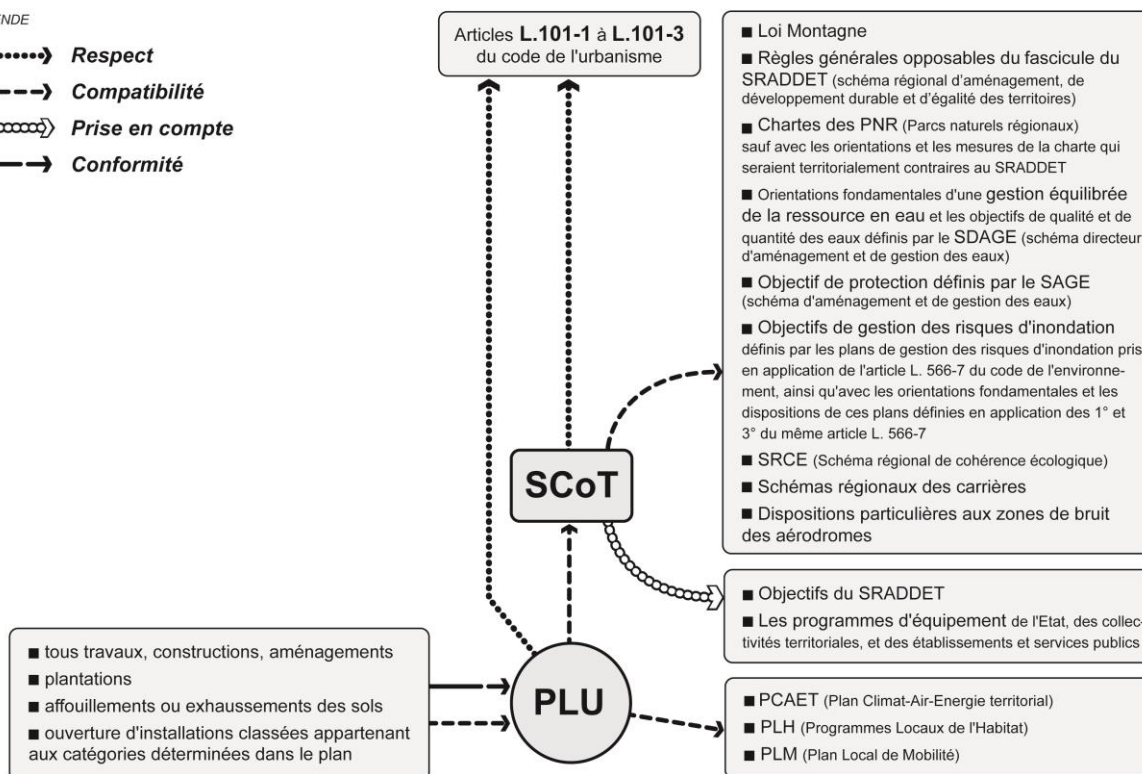 ENDE
Respect
Compatibilité
Prise en compte
Conformité
Articles L.101-1 à L.101-3
du code de l'urbanisme
■ Loi Montagne
■ Règles générales opposables du fascicule du
SRADDET (schéma régional d'aménagement, de
développement durable et d'égalité des territoires)
■ Chartes des PNR (Parcs naturels régionaux)
sauf avec les orientations et les mesures de la charte qui
seraient territorialement contraires au SRADDET
■ Orientations fondamentales d'une gestion équilibrée
de la ressource en eau et les objectifs de qualité et de
quantité des eaux définis par le SDAGE (schéma directeur
d'aménagement et de gestion des eaux)
■ Objectif de protection définis par le SAGE
(schéma d'aménagement et de gestion des eaux)
■ Objectifs de gestion des risques d'inondation
définis par les plans de gestion des risques d'inondation pris
en application de l'article L. 566-7 du code de l'environne-
ment, ainsi qu'avec les orientations fondamentales et les
dispositions de ces plans définies en application des 1° et
3° du même article L. 566-7
■ SRCE (Schéma régional de cohérence écologique)
■ Schémas régionaux des carrières
■ Dispositions particulières aux zones de bruit
des aérodromes
SCoT
■ Objectifs du SRADDET
■ Les programmes d'équipement de l'Etat, des collec-
tivités territoriales, et des établissements et services publics
■ tous travaux, constructions, aménagements
■ plantations
■ affouillements ou exhaussements des sols
■ ouverture d'installations classées appartenant
aux catégories déterminées dans le plan
PLU
■ PCAET (Plan Climat-Air-Energie territorial)
■ PLH (Programmes Locaux de l'Habitat)
■ PLM (Plan Local de Mobilité)